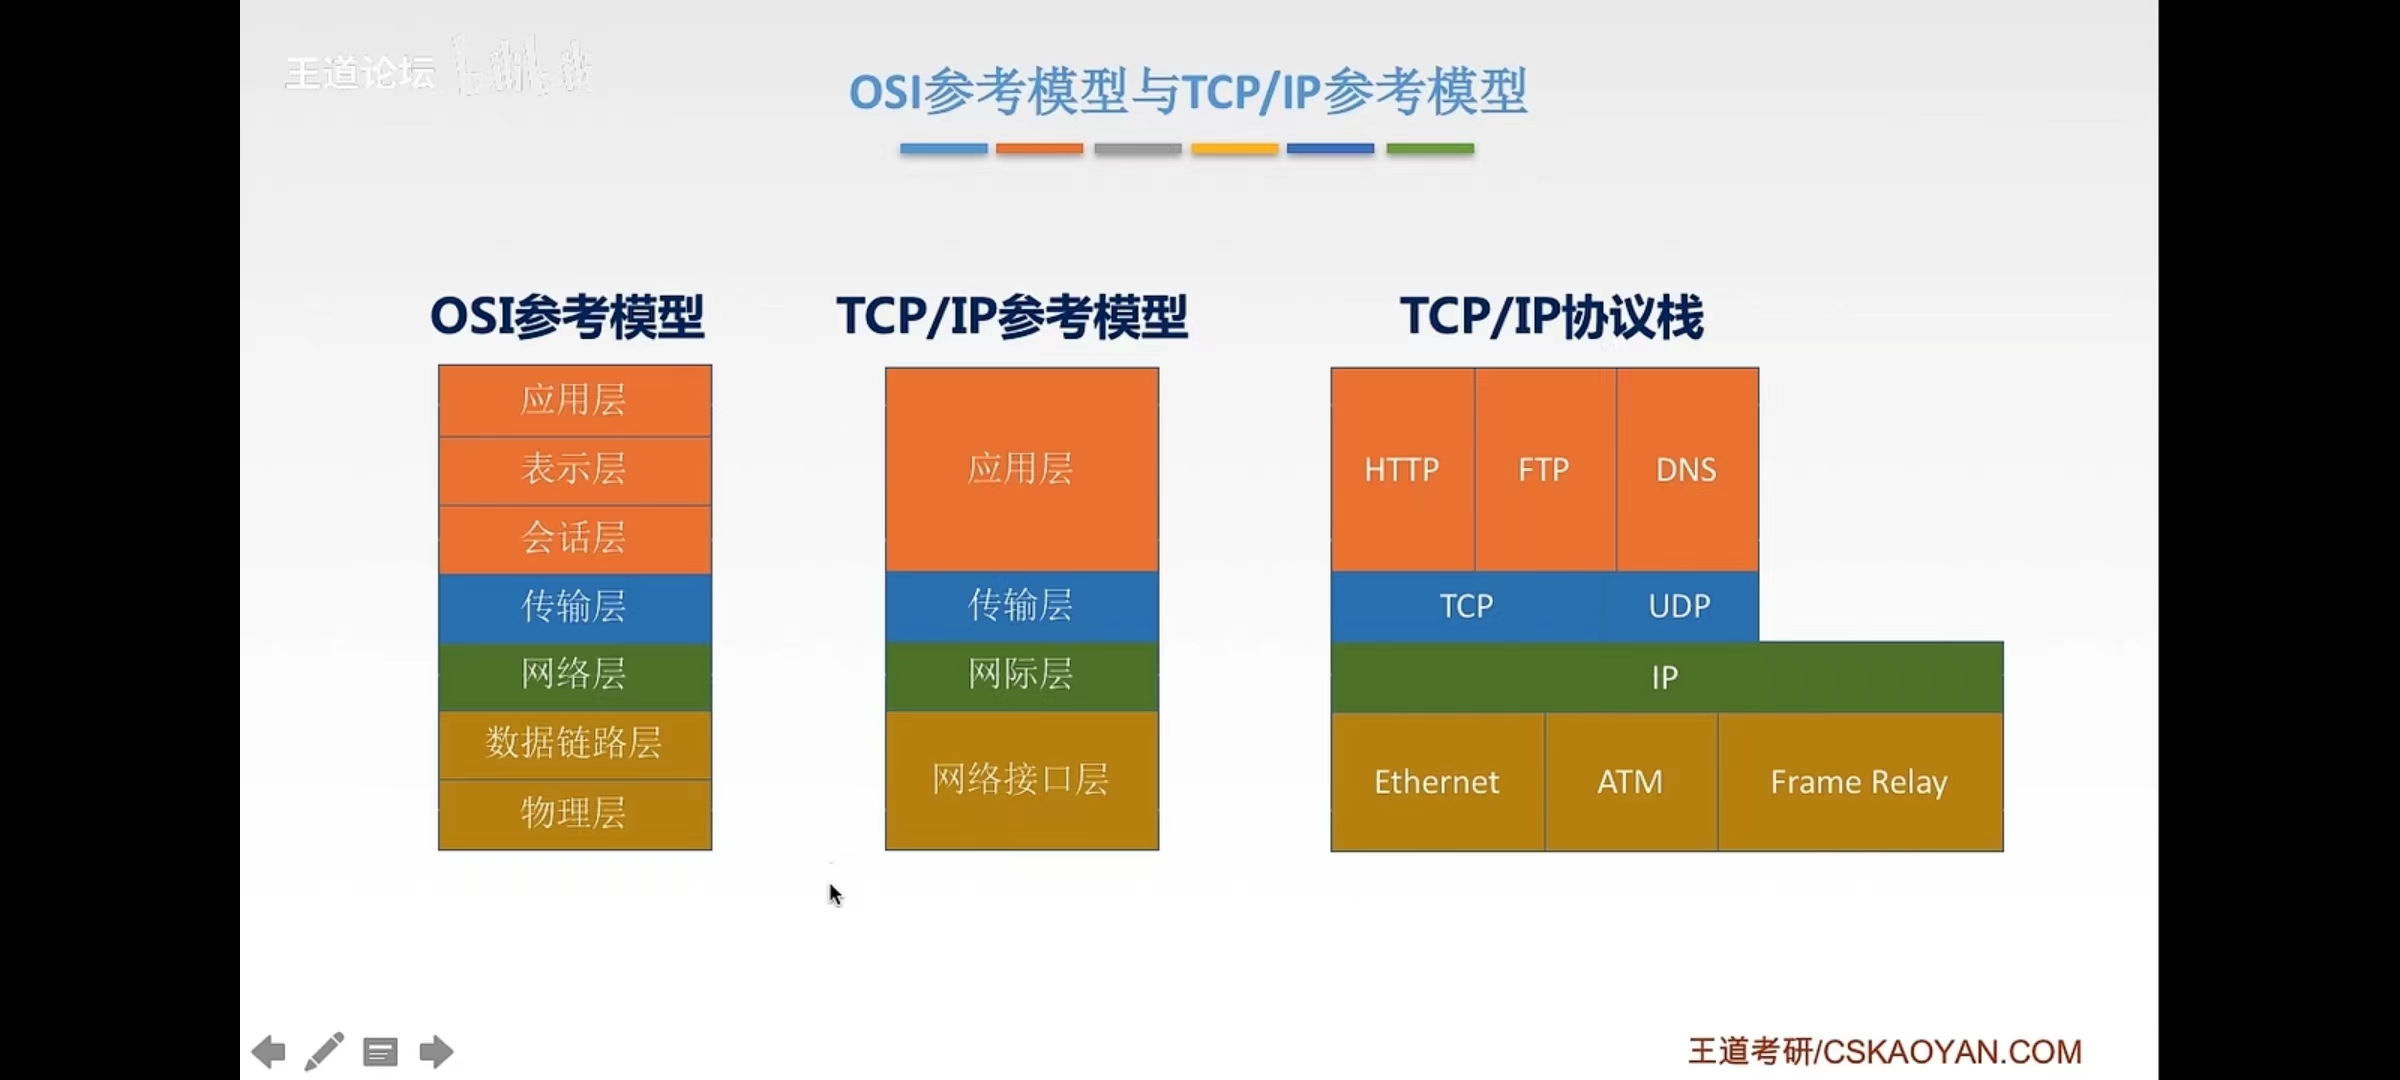 王道论坛 bilibili
OSI参考模型与TCP/IP参考模型
OSI参考模型
应用层
表示层
会话层
传输层
网络层
数据链路层
物理层
TCP/IP参考模型
应用层
传输层
网际层
网络接口层
TCP/IP协议栈
HTTP FTP DNS
TCP UDP
IP
Ethernet ATM Frame Relay
王道考研/CSKAOYAN.COM